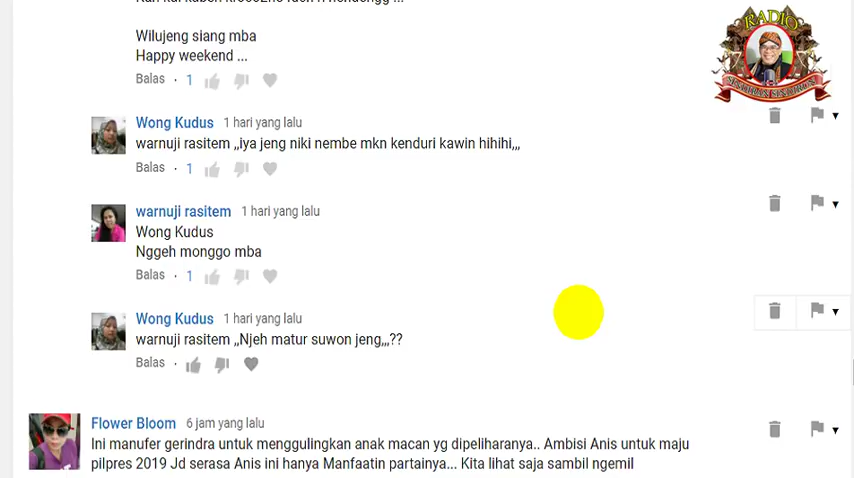 Wilujeng siang mba
Happy weekend ...
Balas · 1
RADIO
Wong Kudus 1 hari yang lalu
warnuji rasitem ,,iya jeng niki nembe mkn kenduri kawin hihihi,,,
Balas · 1
warnuji rasitem 1 hari yang lalu
Wong Kudus
Nggeh monggo mba
Balas · 1
Wong Kudus 1 hari yang lalu
warnuji rasitem ,,Njeh matur suwon jeng,,,??
Balas ·
Flower Bloom 6 jam yang lalu
Ini manufer gerindra untuk menggulingkan anak macan yg dipeliharanya.. Ambisi Anis untuk maju
pilpres 2019 Jd serasa Anis ini hanya Manfaatin partainya... Kita lihat saja sambil ngemil